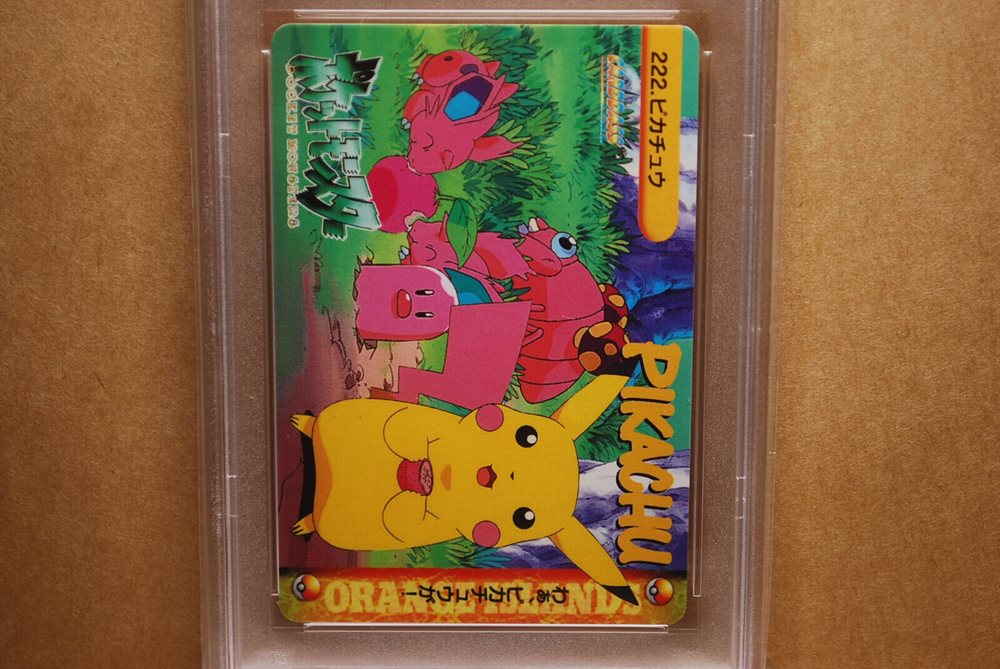 222.ピカチュウ
CARDDASS
ポケットモンスター
POCKET MONSTERS
PIKACHU
ORANGE ISLANDS
わぁ、ピカチュウが!